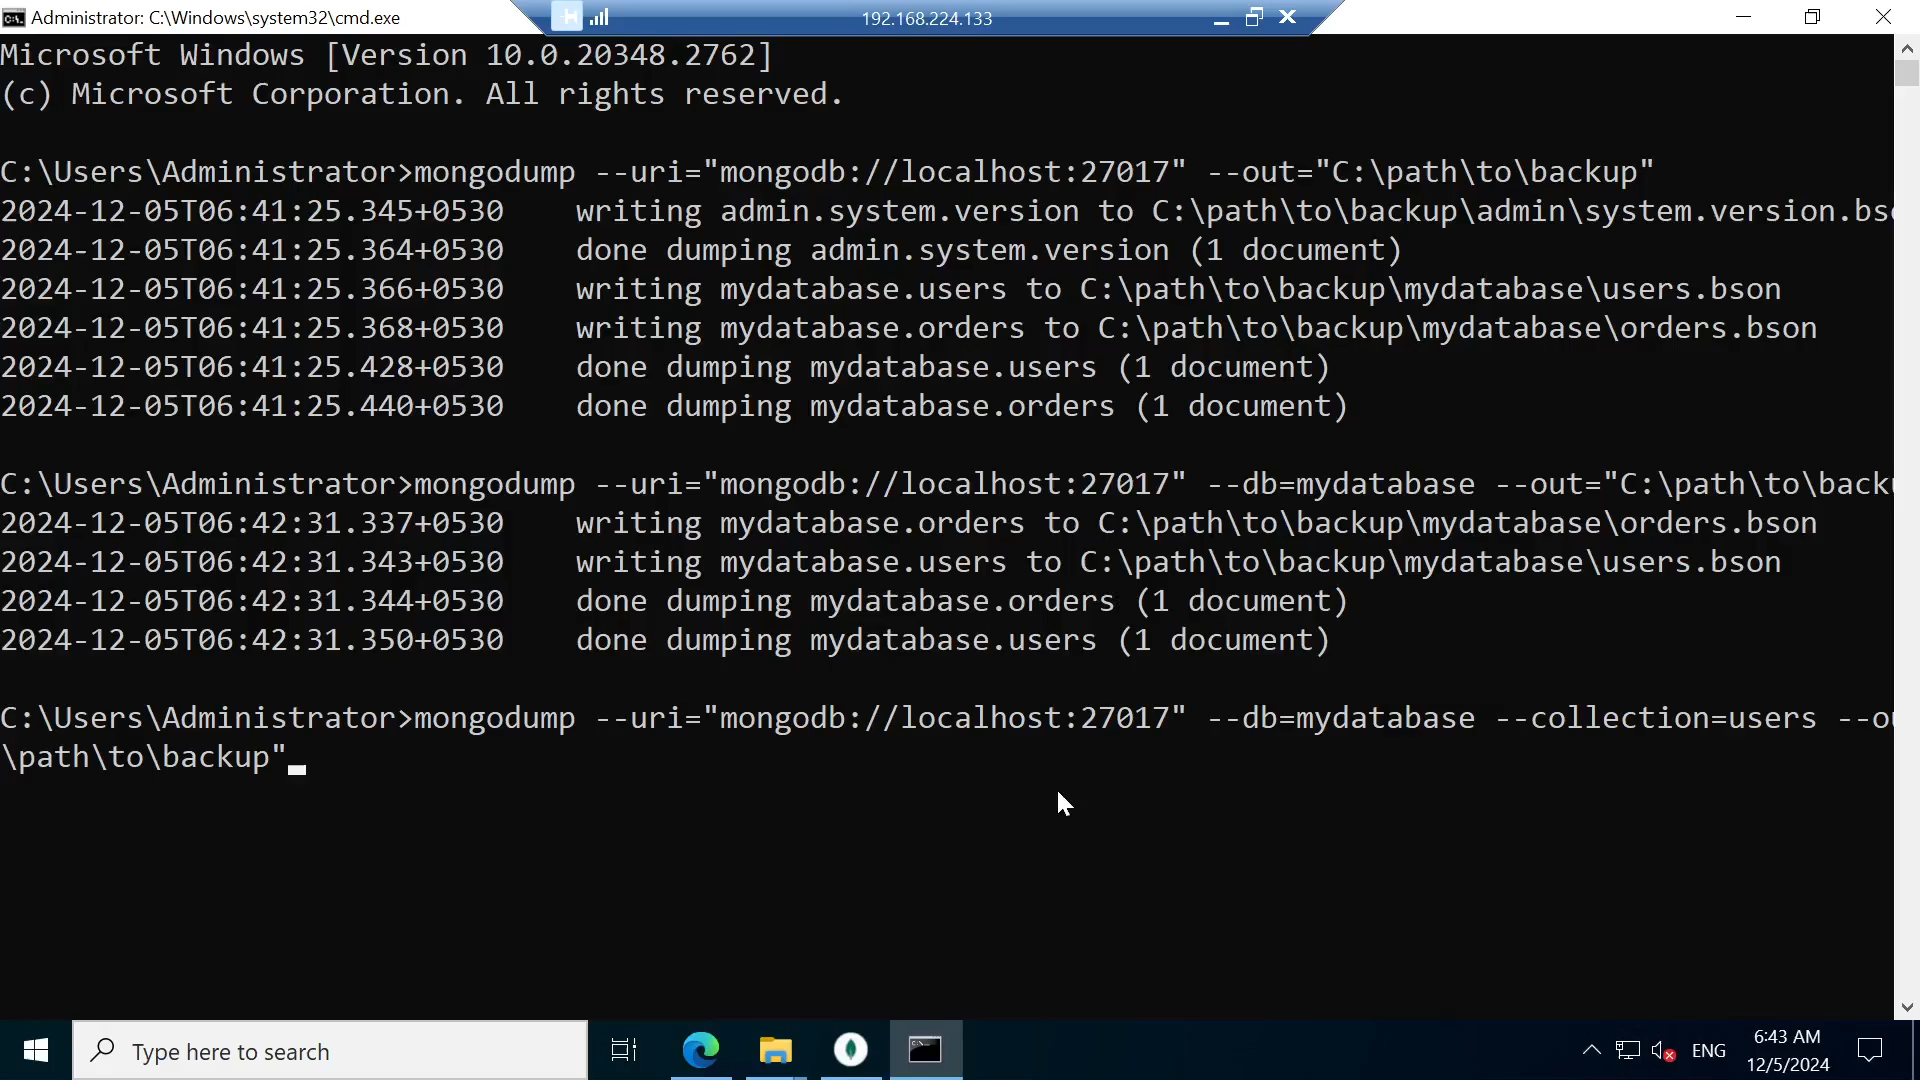 Administrator: C:\Windows\system32\cmd.exe
192.168.224.133
Microsoft Windows [Version 10.0.20348.2762]
(c) Microsoft Corporation. All rights reserved.
C:\Users\Administrator>mongodump --uri="mongodb://localhost:27017" --out="C:\path\to\backup"
2024-12-05T06:41:25.345+0530    writing admin.system.version to C:\path\to\backup\admin\system.version.bs
2024-12-05T06:41:25.364+0530    done dumping admin.system.version (1 document)
2024-12-05T06:41:25.366+0530    writing mydatabase.users to C:\path\to\backup\mydatabase\users.bson
2024-12-05T06:41:25.368+0530    writing mydatabase.orders to C:\path\to\backup\mydatabase\orders.bson
2024-12-05T06:41:25.428+0530    done dumping mydatabase.users (1 document)
2024-12-05T06:41:25.440+0530    done dumping mydatabase.orders (1 document)
C:\Users\Administrator>mongodump --uri="mongodb://localhost:27017" --db=mydatabase --out="C:\path\to\back
2024-12-05T06:42:31.337+0530    writing mydatabase.orders to C:\path\to\backup\mydatabase\orders.bson
2024-12-05T06:42:31.343+0530    writing mydatabase.users to C:\path\to\backup\mydatabase\users.bson
2024-12-05T06:42:31.344+0530    done dumping mydatabase.orders (1 document)
2024-12-05T06:42:31.350+0530    done dumping mydatabase.users (1 document)
C:\Users\Administrator>mongodump --uri="mongodb://localhost:27017" --db=mydatabase --collection=users --o
\path\to\backup"
Type here to search
ENG
6:43 AM
12/5/2024